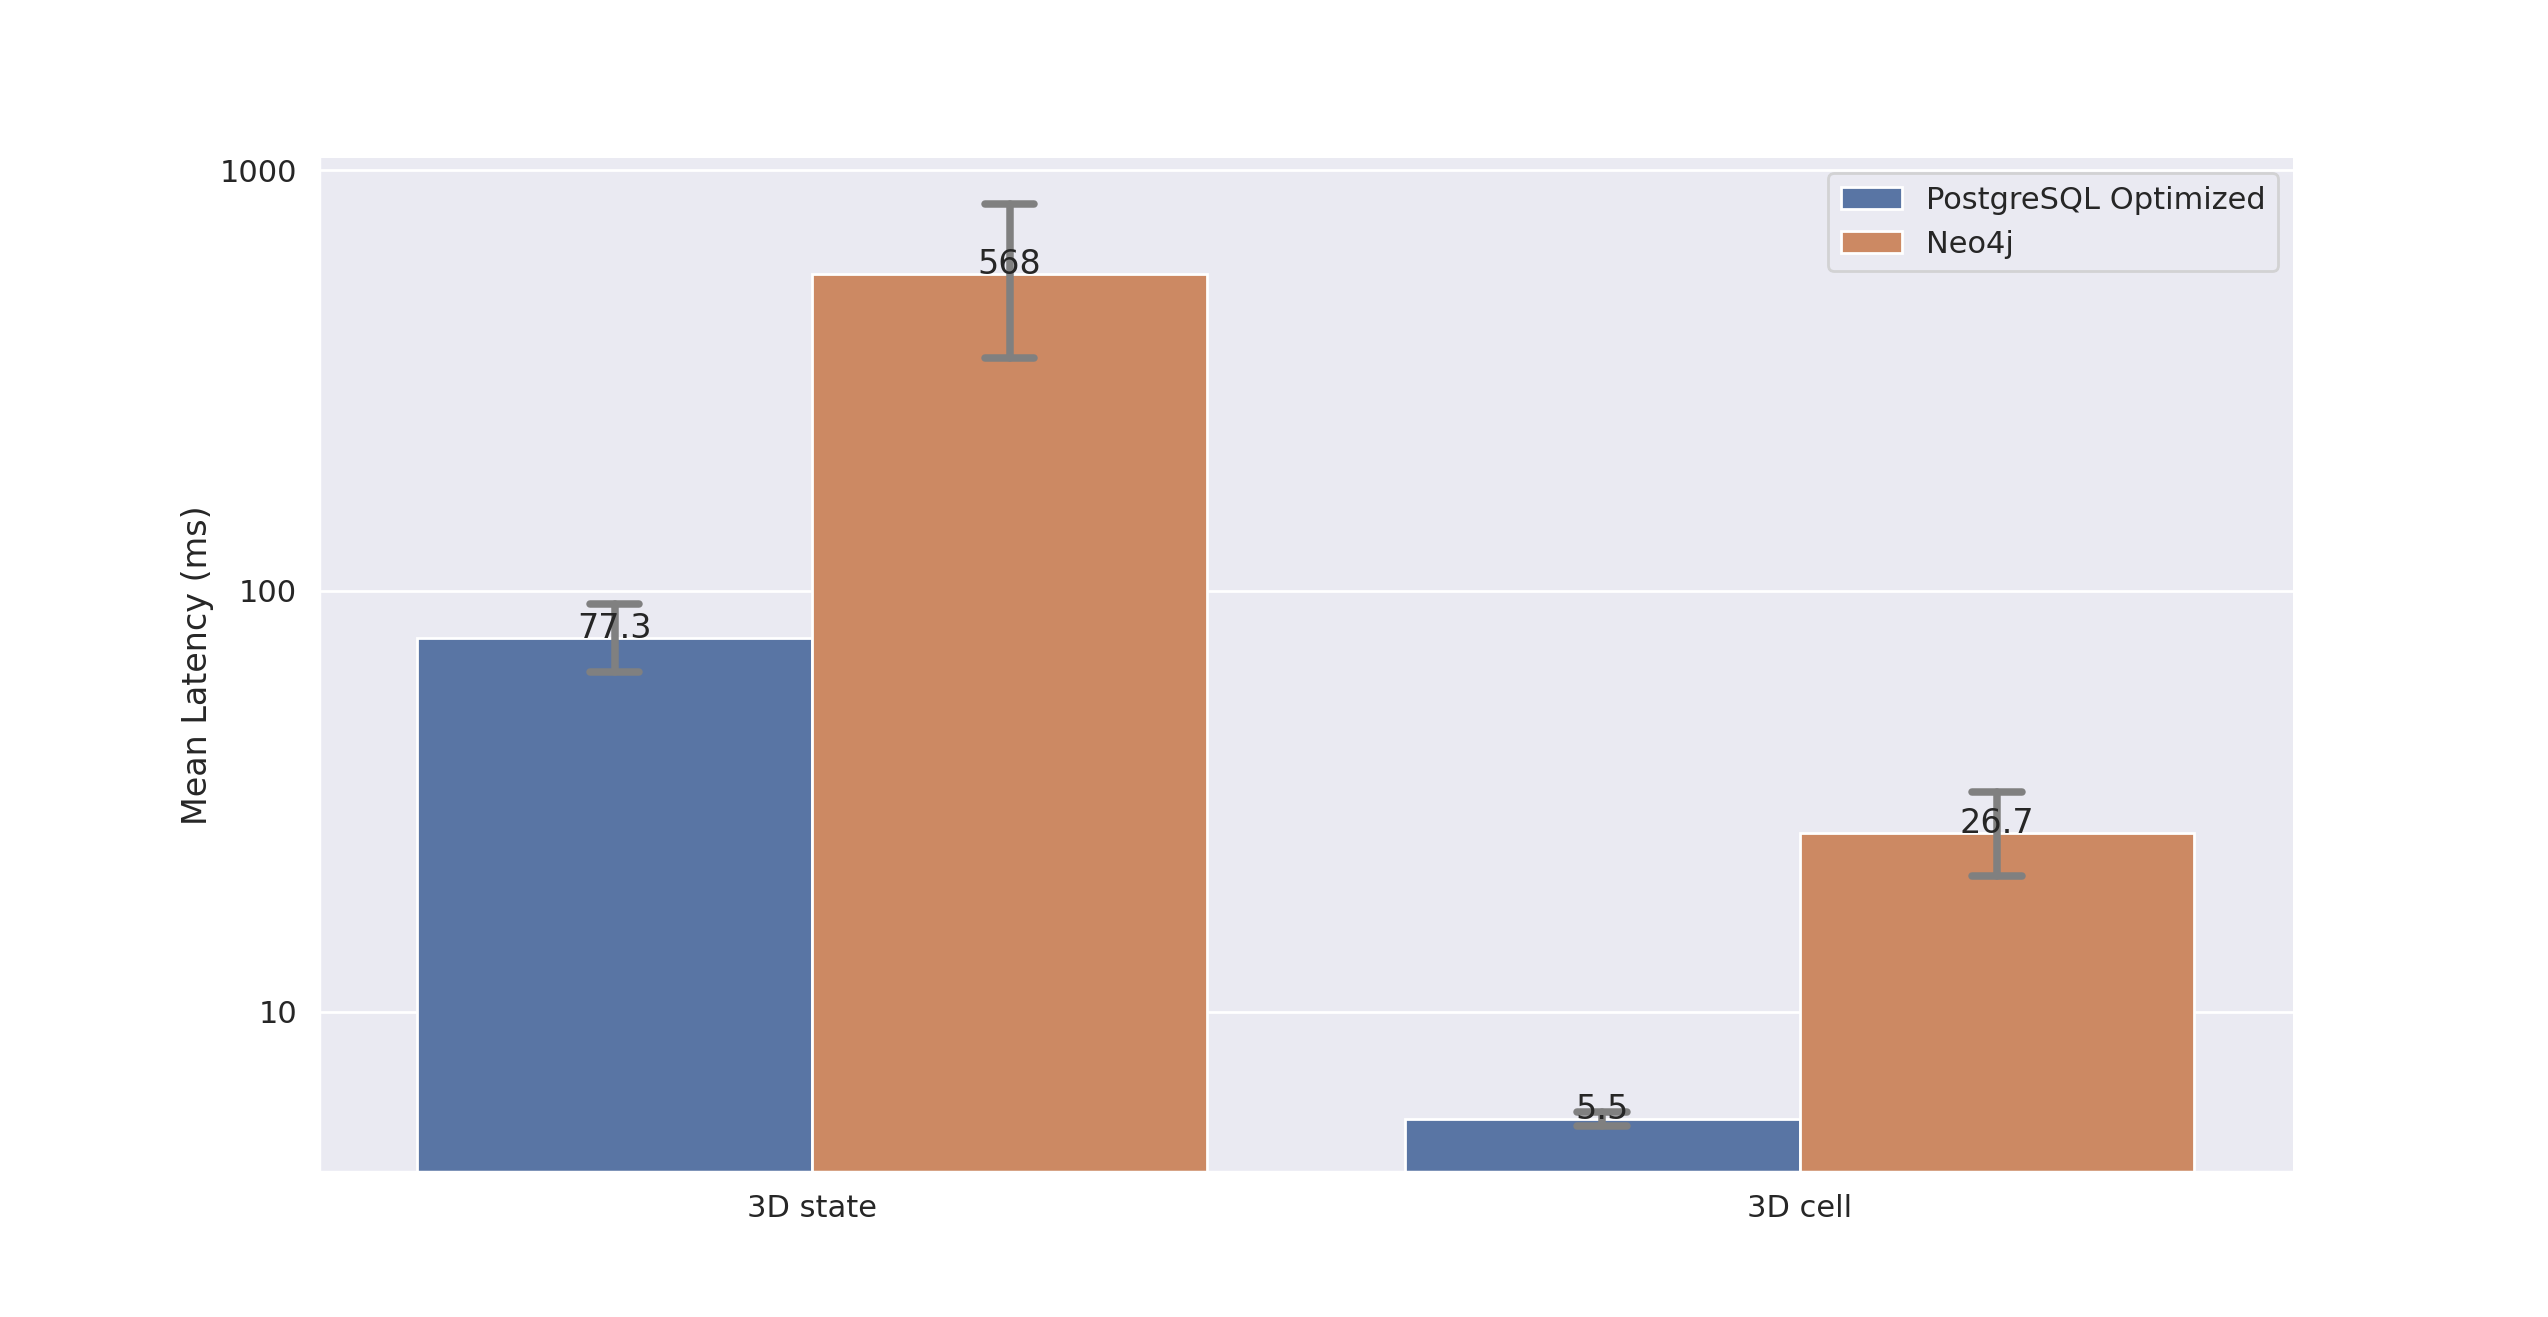 1000
100
10
Mean Latency (ms)
PostgreSQL Optimized
Neo4j
568
77.3
26.7
5.5
3D state
3D cell